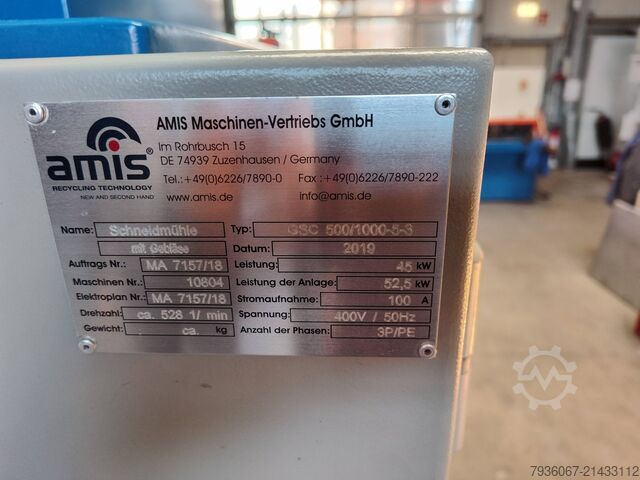 AMIS Maschinen-Vertriebs GmbH
Im Rohrbusch 15
DE 74939 Zuzenhausen / Germany
Tel.:+49(0)6226/7890-0 Fax :+49(0)6226/7890-222
www.amis.de info@amis.de
amis®
RECYCLING TECHNOLOGY
NEW AND SECOND HAND
Name: Schneidmühle Typ: GSC 500/1000-5-3
mit Gebläse Datum: 2019
Auftrags Nr.: MA 7157/18 Leistung: 45 kW
Maschinen Nr.: 10804 Leistung der Anlage: 52,5 kW
Elektroplan Nr.: MA 7157/18 Stromaufnahme: 100 A
Drehzahl: ca. 528 1/ min Spannung: 400V / 50Hz
Gewicht: ca. kg Anzahl der Phasen: 3P/PE
7936067-21433112